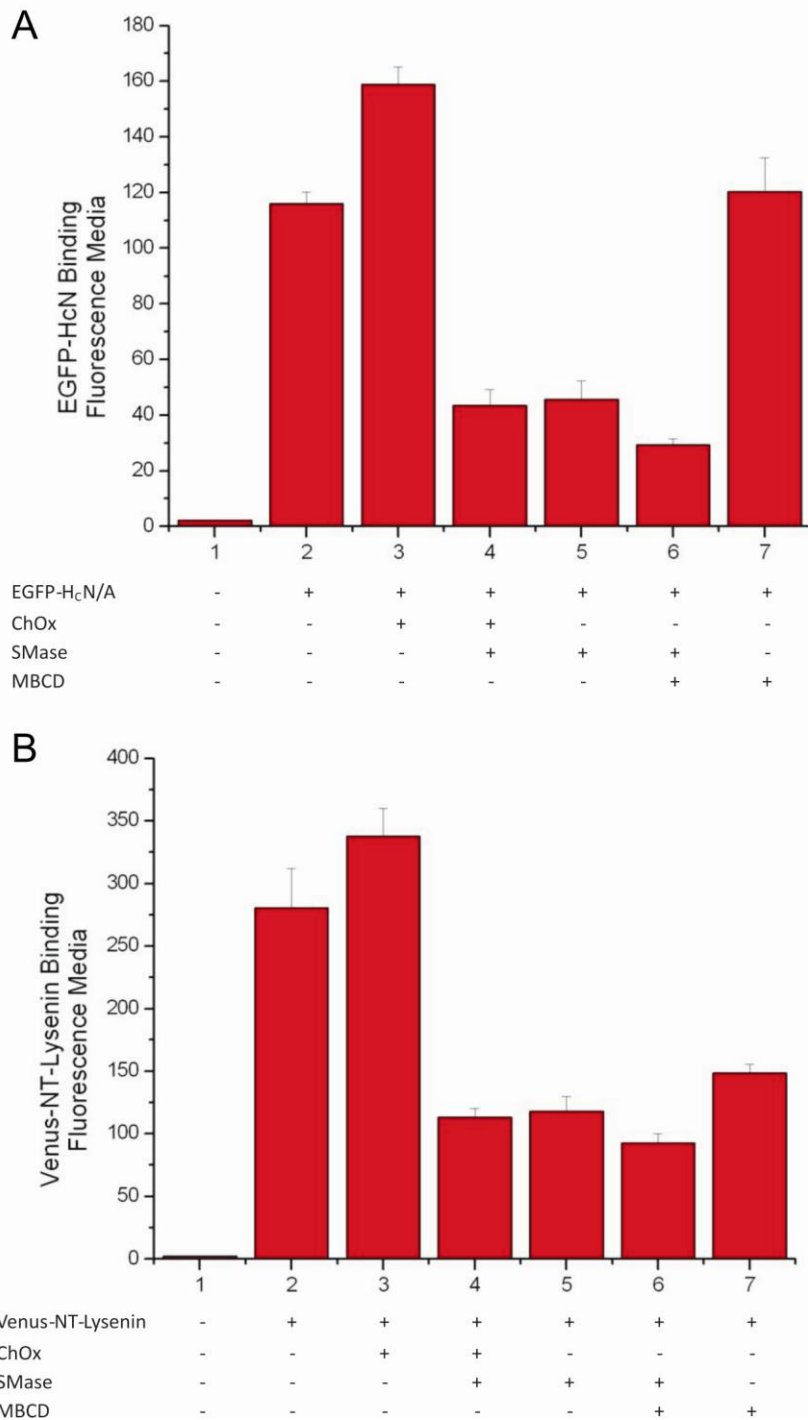 A
180
160
140
120
100
80
60
40
20
0
EGFP-HcN Binding
Fluorescence Media
1 2 3 4 5 6 7
EGFP-HCN/A - + + + + + +
ChOx - - + + - - -
SMase - - - + + + -
MBCD - - - - - + +
B
400
350
300
250
200
150
100
50
0
Venus-NT-Lysenin Binding
Fluorescence Media
1 2 3 4 5 6 7
Venus-NT-Lysenin - + + + + + +
ChOx - - + + - - -
SMase - - - + + + -
MBCD - - - - - + +